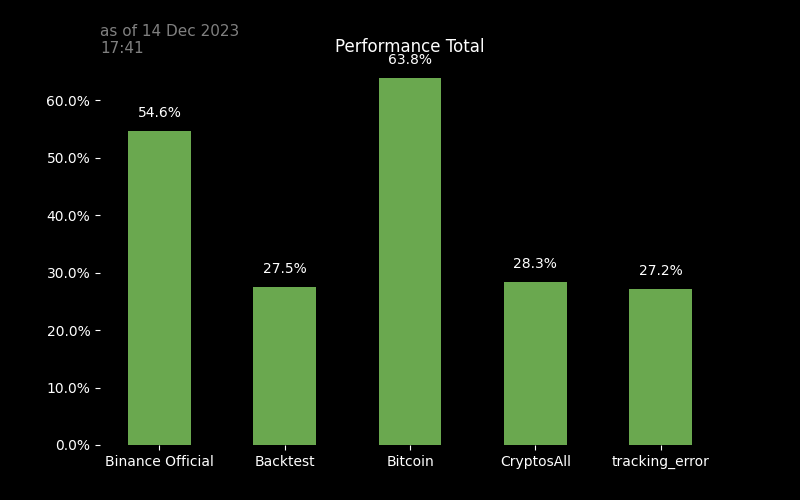 as of 14 Dec 2023
17:41
Performance Total
63.8%
60.0%
54.6%
50.0%
40.0%
30.0%
28.3%
27.5%
27.2%
20.0%
10.0%
0.0%
Binance Official
Backtest
Bitcoin
CryptosAll
tracking_error